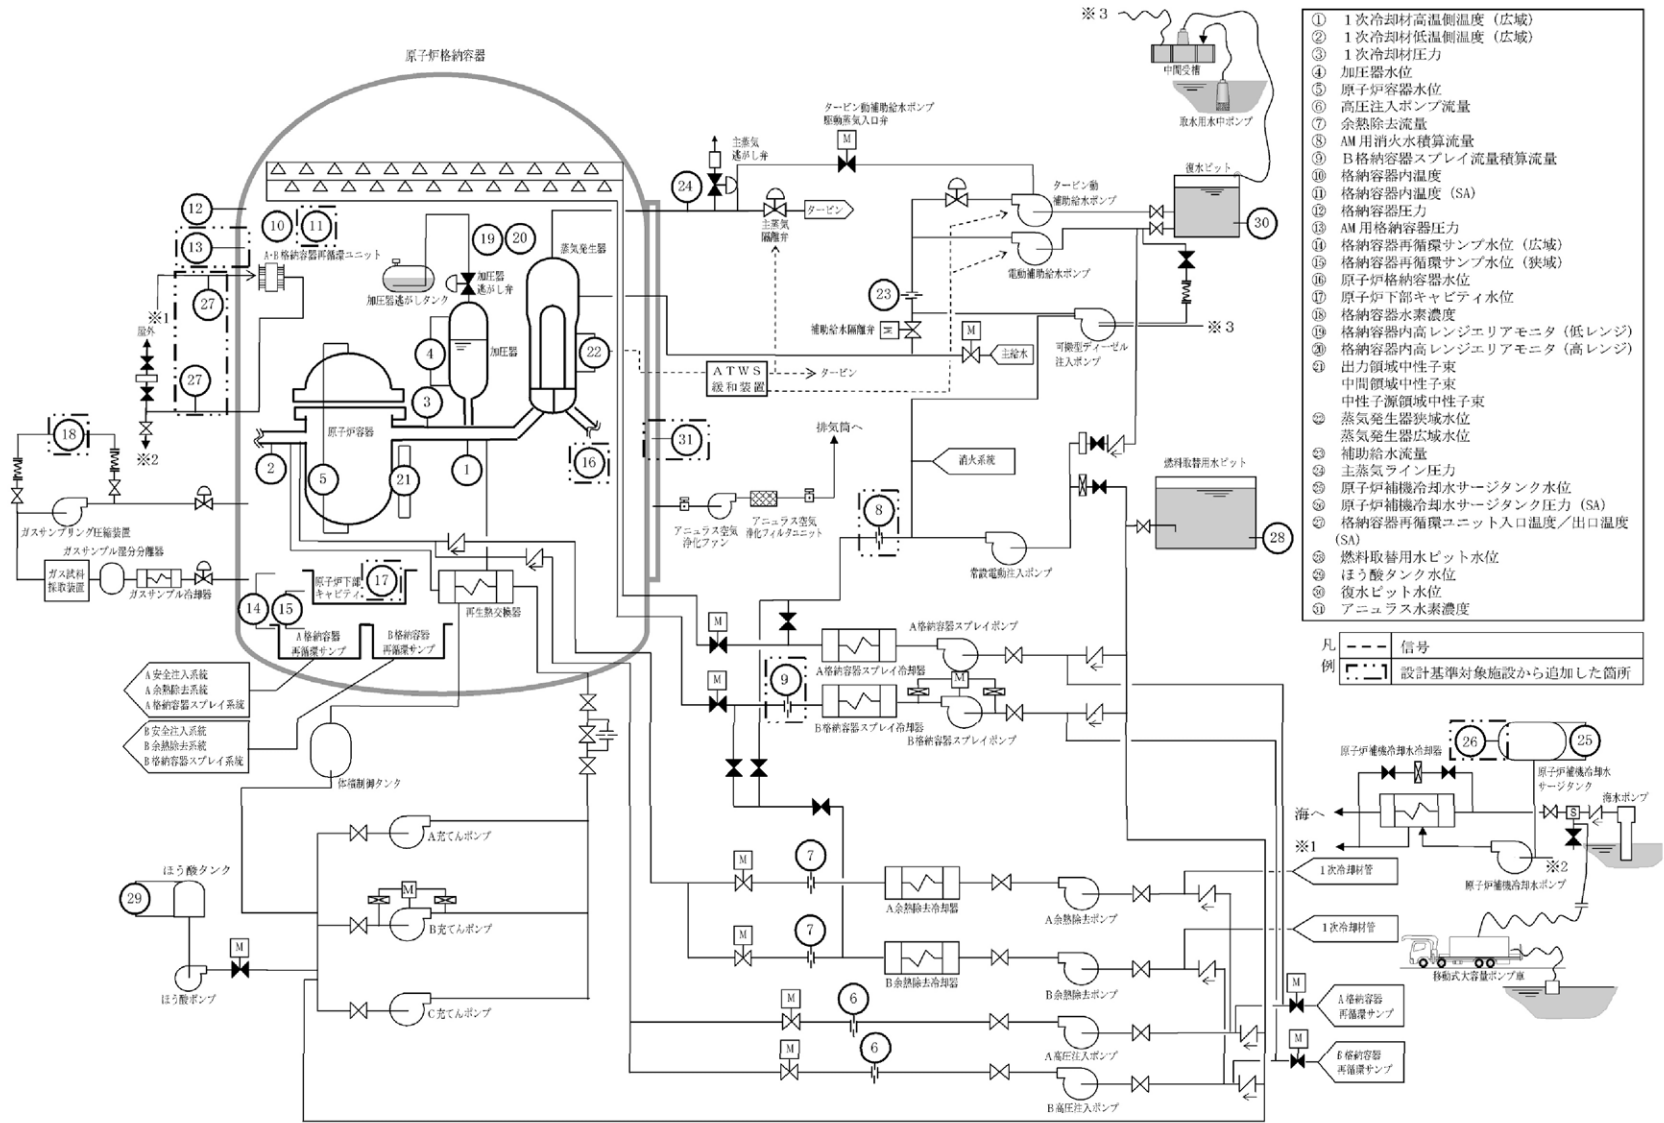 ※3
中間受槽
取水用水中ポンプ
原子炉格納容器
タービン動補助給水ポンプ
駆動蒸気入口弁
M
主蒸気
逃がし弁
復水ピット
タービン動
補助給水ポンプ
24
12
10
11
13
A・B格納容器再循環ユニット
19
20
蒸気発生器
タービン
主蒸気
隔離弁
30
加圧器逃がしタンク
加圧器
逃がし弁
電動補助給水ポンプ
27
※1
屋外
23
補助給水隔離弁
M
M
主給水
可搬型ディーゼル
注入ポンプ
※3
4
加圧器
22
ATWS
緩和装置
タービン
27
3
原子炉容器
※2
18
2
5
21
1
16
31
排気筒へ
消火系統
燃料取替用水ピット
28
アニュラス空気
浄化ファン
アニュラス空気
浄化フィルタユニット
8
常設電動注入ポンプ
ガスサンプリング圧縮装置
ガスサンプル湿分分離器
ガス試料
採取装置
ガスサンプル冷却器
原子炉下部
キャビティ
17
14
15
再生熱交換器
A格納容器
再循環サンプ
B格納容器
再循環サンプ
A安全注入系統
A余熱除去系統
A格納容器スプレイ系統
B安全注入系統
B余熱除去系統
B格納容器スプレイ系統
体積制御タンク
M
A格納容器スプレイ冷却器
A格納容器スプレイポンプ
M
9
B格納容器スプレイ冷却器
M
B格納容器スプレイポンプ
A充てんポンプ
M
B充てんポンプ
C充てんポンプ
ほう酸タンク
29
M
ほう酸ポンプ
M
7
A余熱除去冷却器
A余熱除去ポンプ
1次冷却材管
M
7
B余熱除去冷却器
B余熱除去ポンプ
1次冷却材管
M
6
A高圧注入ポンプ
M
A格納容器
再循環サンプ
M
6
B高圧注入ポンプ
M
B格納容器
再循環サンプ
原子炉補機冷却水冷却器
26
25
原子炉補機冷却水
サージタンク
海水ポンプ
海へ
S
※1
※2
原子炉補機冷却水ポンプ
移動式大容量ポンプ車
① 1次冷却材高温側温度(広域)
② 1次冷却材低温側温度(広域)
③ 1次冷却材圧力
④ 加圧器水位
⑤ 原子炉容器水位
⑥ 高圧注入ポンプ流量
⑦ 余熱除去流量
⑧ AM用消火水積算流量
⑨ B格納容器スプレイ流量積算流量
⑩ 格納容器内温度
⑪ 格納容器内温度(SA)
⑫ 格納容器圧力
⑬ AM用格納容器圧力
⑭ 格納容器再循環サンプ水位(広域)
⑮ 格納容器再循環サンプ水位(狭域)
⑯ 原子炉格納容器水位
⑰ 原子炉下部キャビティ水位
⑱ 格納容器水素濃度
⑲ 格納容器内高レンジエリアモニタ(低レンジ)
⑳ 格納容器内高レンジエリアモニタ(高レンジ)
㉑ 出力領域中性子束
中間領域中性子束
中性子源領域中性子束
㉒ 蒸気発生器狭域水位
蒸気発生器広域水位
㉓ 補助給水流量
㉔ 主蒸気ライン圧力
㉕ 原子炉補機冷却水サージタンク水位
㉖ 原子炉補機冷却水サージタンク圧力(SA)
㉗ 格納容器再循環ユニット入口温度/出口温度
(SA)
㉘ 燃料取替用水ピット水位
㉙ ほう酸タンク水位
㉚ 復水ピット水位
㉛ アニュラス水素濃度
凡例
信号
設計基準対象施設から追加した箇所